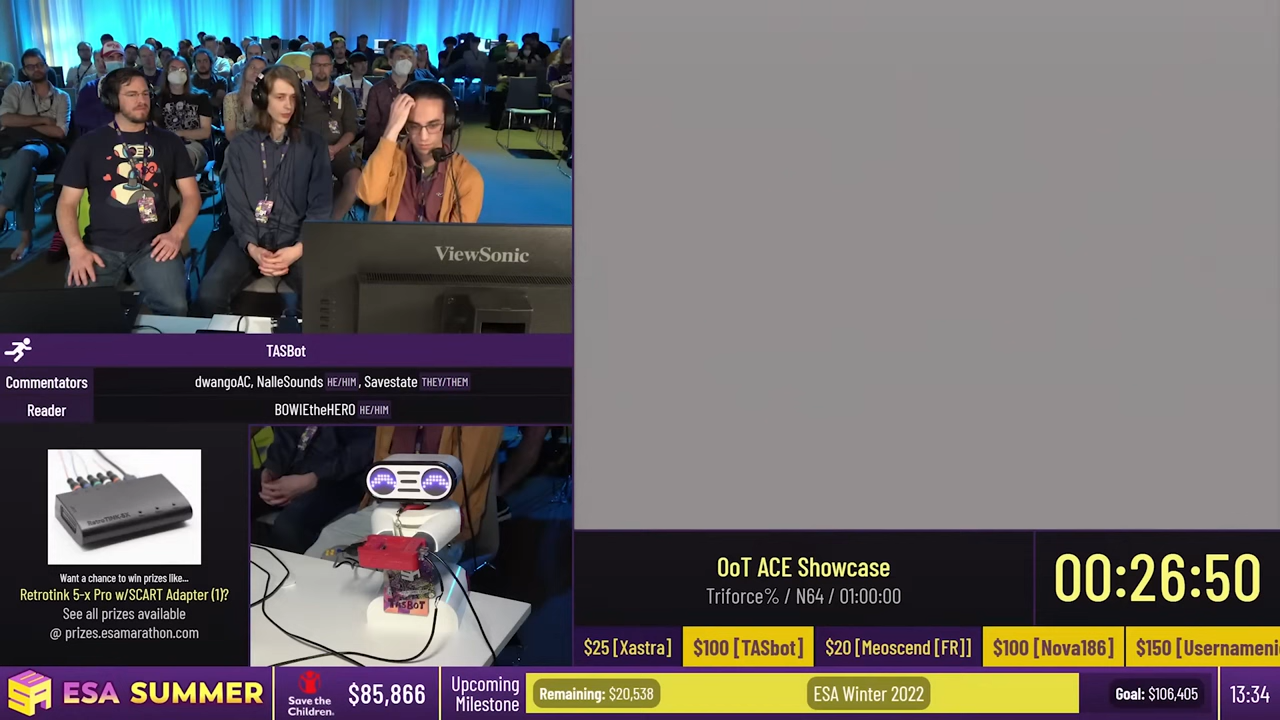 ViewSonic
TASBot
Commentators
dwangoAC, NalleSounds HE/HIM, Savestate THEY/THEM
Reader
BOWIEtheHERO HE/HIM
Want a chance to win prizes like...
Retrotink 5-x Pro w/SCART Adapter (1)?
See all prizes available
@ prizes.esamarathon.com
TASBOT
OoT ACE Showcase
Triforce% / N64 / 01:00:00
00:26:50
$25 [Xastra]
$100 [TASbot]
$20 [Meoscend [FR]]
$100 [Nova186]
$150 [Usernameni
ESA SUMMER
Save the
Children.
$85,866
Upcoming
Milestone
Remaining: $20,538
ESA Winter 2022
Goal: $106,405
13:34